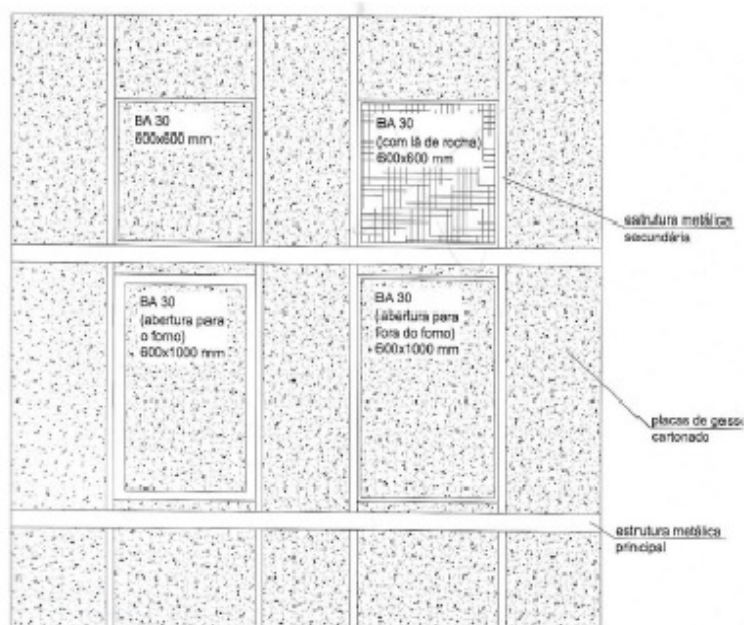 BA 30
600x600 mm
BA 30
(com lã de rocha)
600x600 mm
estrutura metálica
secundária
BA 30
(abertura para
o forno)
600x1000 mm
BA 30
(abertura para
fora do forno)
600x1000 mm
placas de gesso
cartonado
estrutura metálica
principal